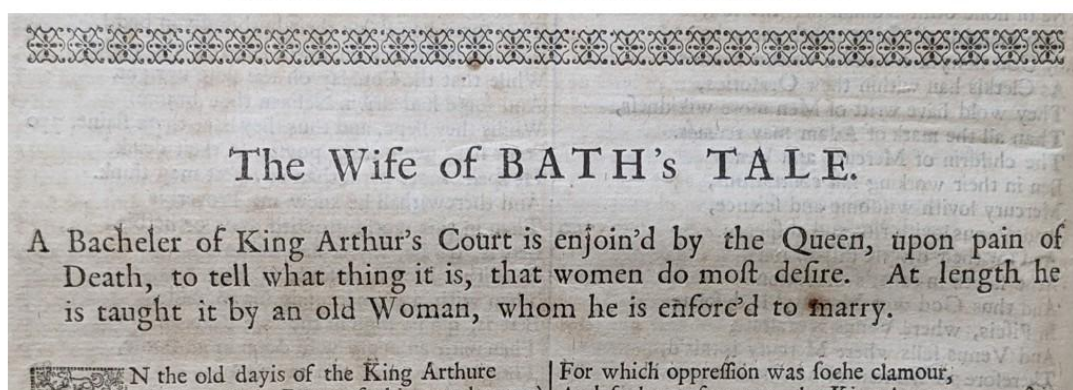 The Wife of BATH's TALE.
A Bacheler of King Arthur's Court is enjoin'd by the Queen, upon pain of
Death, to tell what thing it is, that women do moſt deſire. At length he
is taught it by an old Woman, whom he is enforc'd to marry.
N the old dayis of the King Arthure
For which oppreſſion was ſoche clamour,